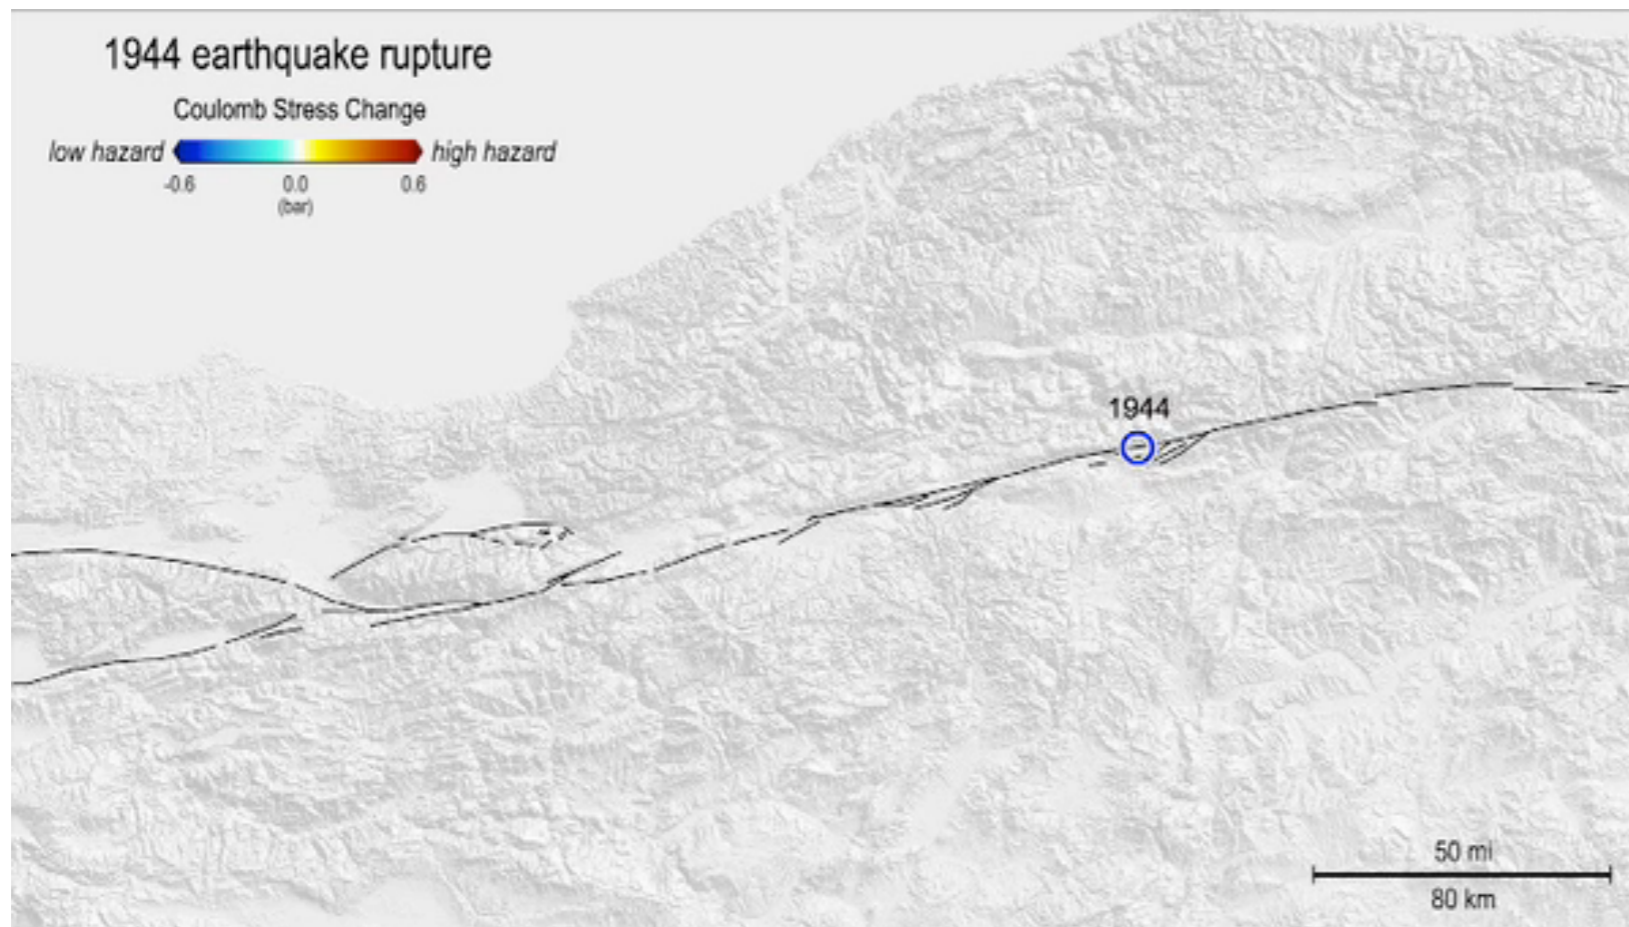 1944 earthquake rupture
Coulomb Stress Change
low hazard high hazard
-0.6 0.0 0.6
(bar)
1944
50 mi
80 km